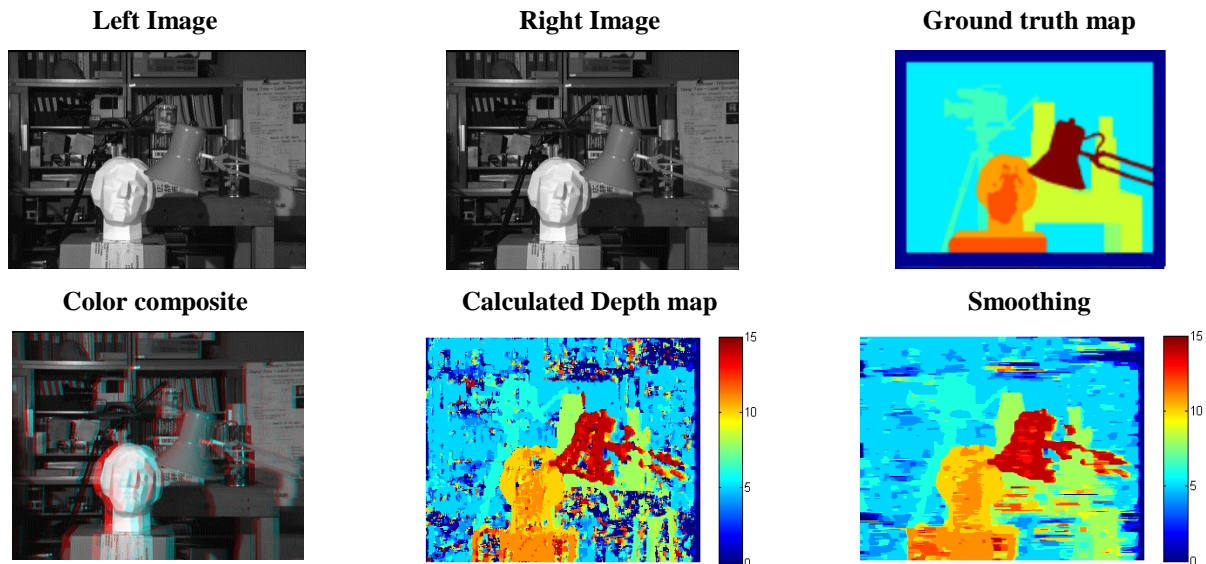 Left Image
Right Image
Ground truth map
Color composite
Calculated Depth map
Smoothing
15
10
5
0
15
10
5
0